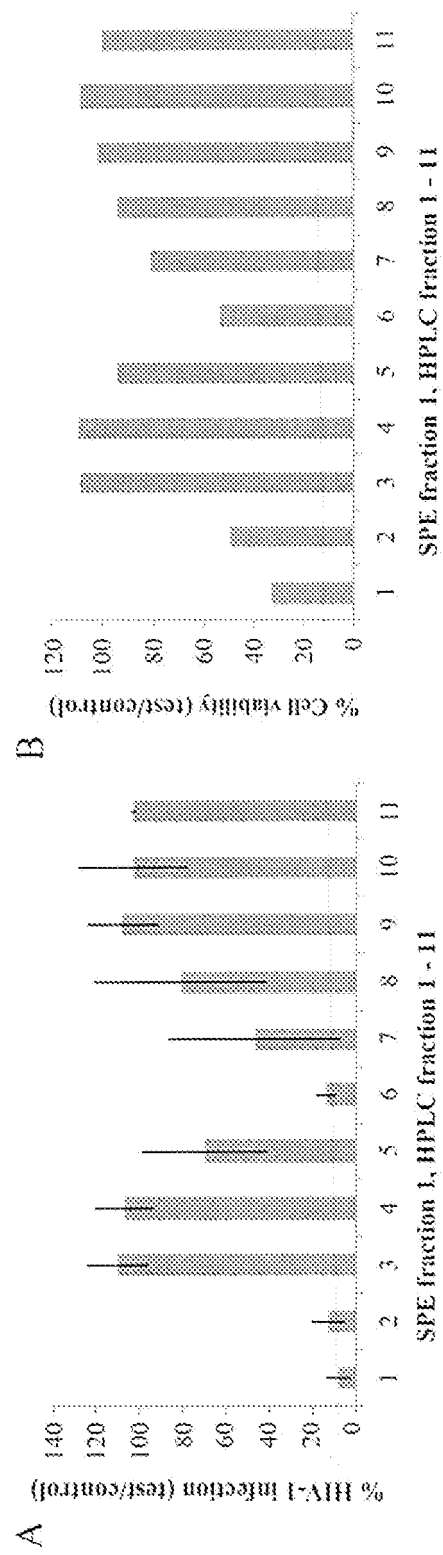 A
% HIV-1 infection (test/control)
140
120
100
80
60
40
20
0
1 2 3 4 5 6 7 8 9 10 11
SPE fraction 1, HPLC fraction 1 - 11
B
% Cell viability (test/control)
120
100
80
60
40
20
0
1 2 3 4 5 6 7 8 9 10 11
SPE fraction 1, HPLC fraction 1 - 11